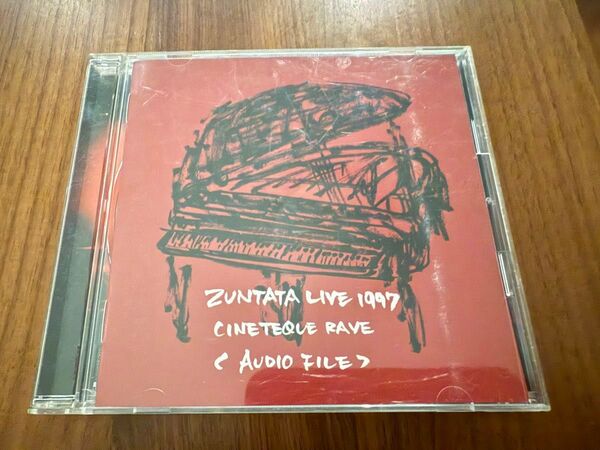 ZUNTATA LIVE 1997
CINETEQUE RAVE
< AUDIO FILE >